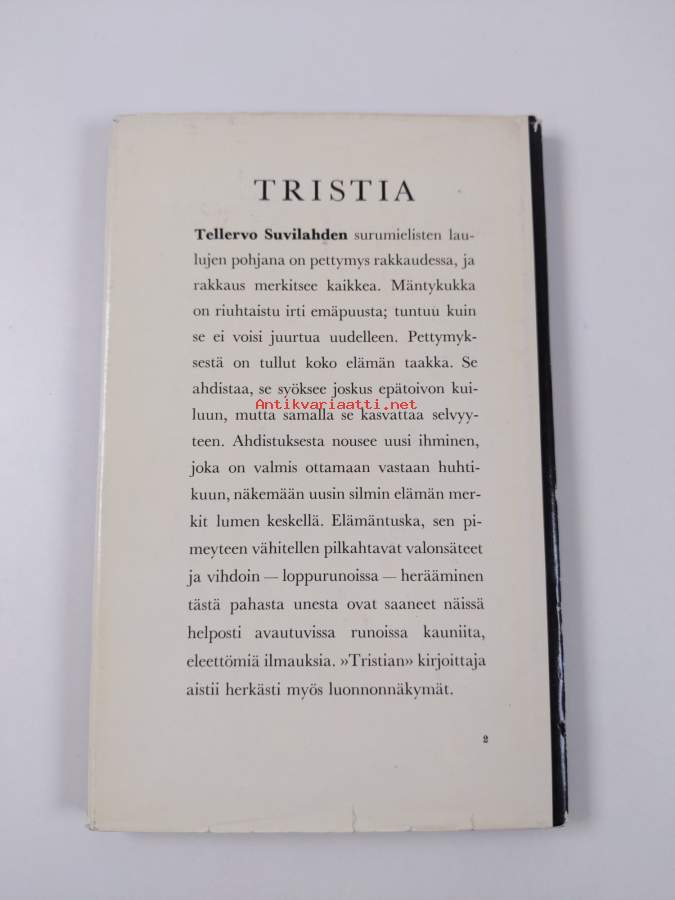 TRISTIA
Tellervo Suvilahden surumielisten lau-
lujen pohjana on pettymys rakkaudessa, ja
rakkaus merkitsee kaikkea. Mäntykukka
on riuhtaistu irti emäpuusta; tuntuu kuin
se ei voisi juurtua uudelleen. Pettymyk-
sestä on tullut koko elämän taakka. Se
ahdistaa, se syöksee joskus epätoivon kui-
Antikvariaatti.net
luun, mutta samalla se kasvattaa selvyy-
teen. Ahdistuksesta nousee uusi ihminen,
joka on valmis ottamaan vastaan huhti-
kuun, näkemään uusin silmin elämän mer-
kit lumen keskellä. Elämäntuska, sen pi-
meyteen vähitellen pilkahtavat valonsäteet
ja vihdoin — loppurunoissa — herääminen
tästä pahasta unesta ovat saaneet näissä
helposti avautuvissa runoissa kauniita,
eleettömiä ilmauksia. »Tristian» kirjoittaja
aistii herkästi myös luonnonnäkymät.
2